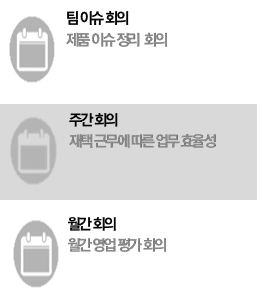 팀 이슈 회의
제품 이슈 정리 회의
주간 회의
재택 근무에 따른 업무 효율성
월간 회의
월간 영업 평가 회의